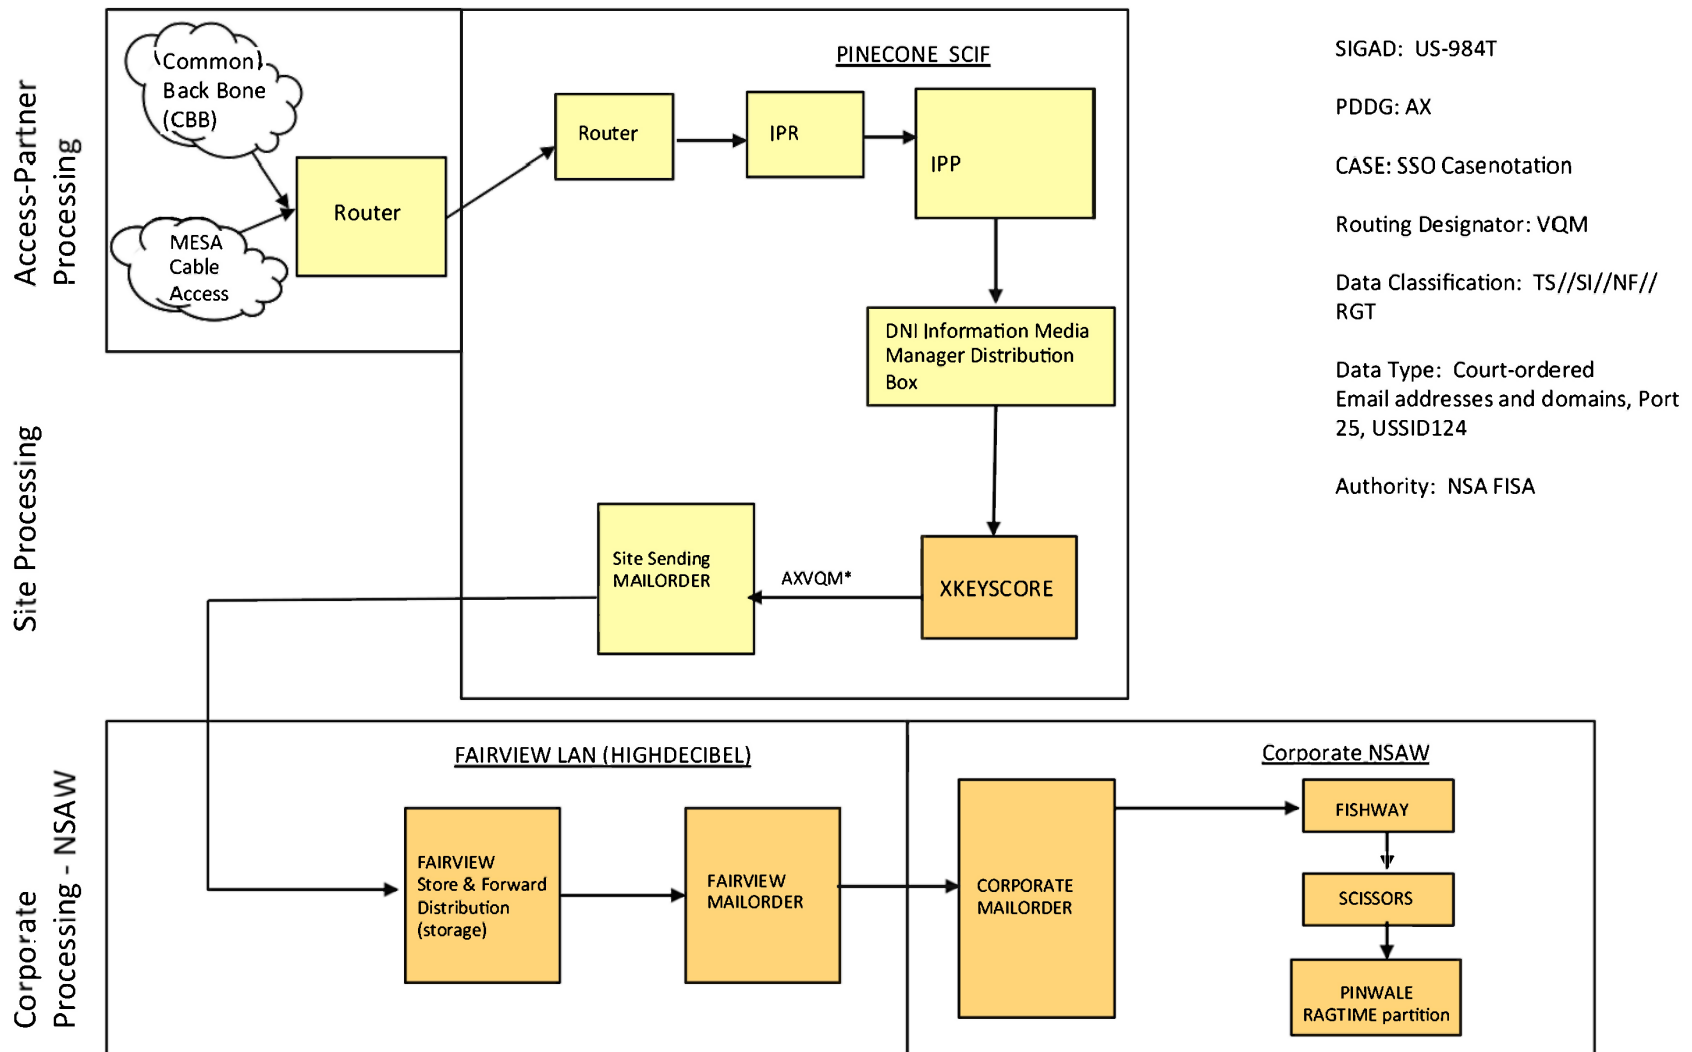 Access-Partner
Processing
Common
Back Bone
(CBB)
MESA
Cable
Access
Router
PINECONE SCIF
Router
IPR
IPP
DNI Information Media
Manager Distribution
Box
Site Processing
Site Sending
MAILORDER
AXVQM*
XKEYSCORE
SIGAD: US-984T
PDDG: AX
CASE: SSO Casenotation
Routing Designator: VQM
Data Classification: TS//SI//NF//
RGT
Data Type: Court-ordered
Email addresses and domains, Port
25, USSID124
Authority: NSA FISA
Corporate
Processing - NSAW
FAIRVIEW LAN (HIGHDECIBEL)
FAIRVIEW
Store & Forward
Distribution
(storage)
FAIRVIEW
MAILORDER
Corporate NSAW
CORPORATE
MAILORDER
FISHWAY
SCISSORS
PINWALE
RAGTIME partition